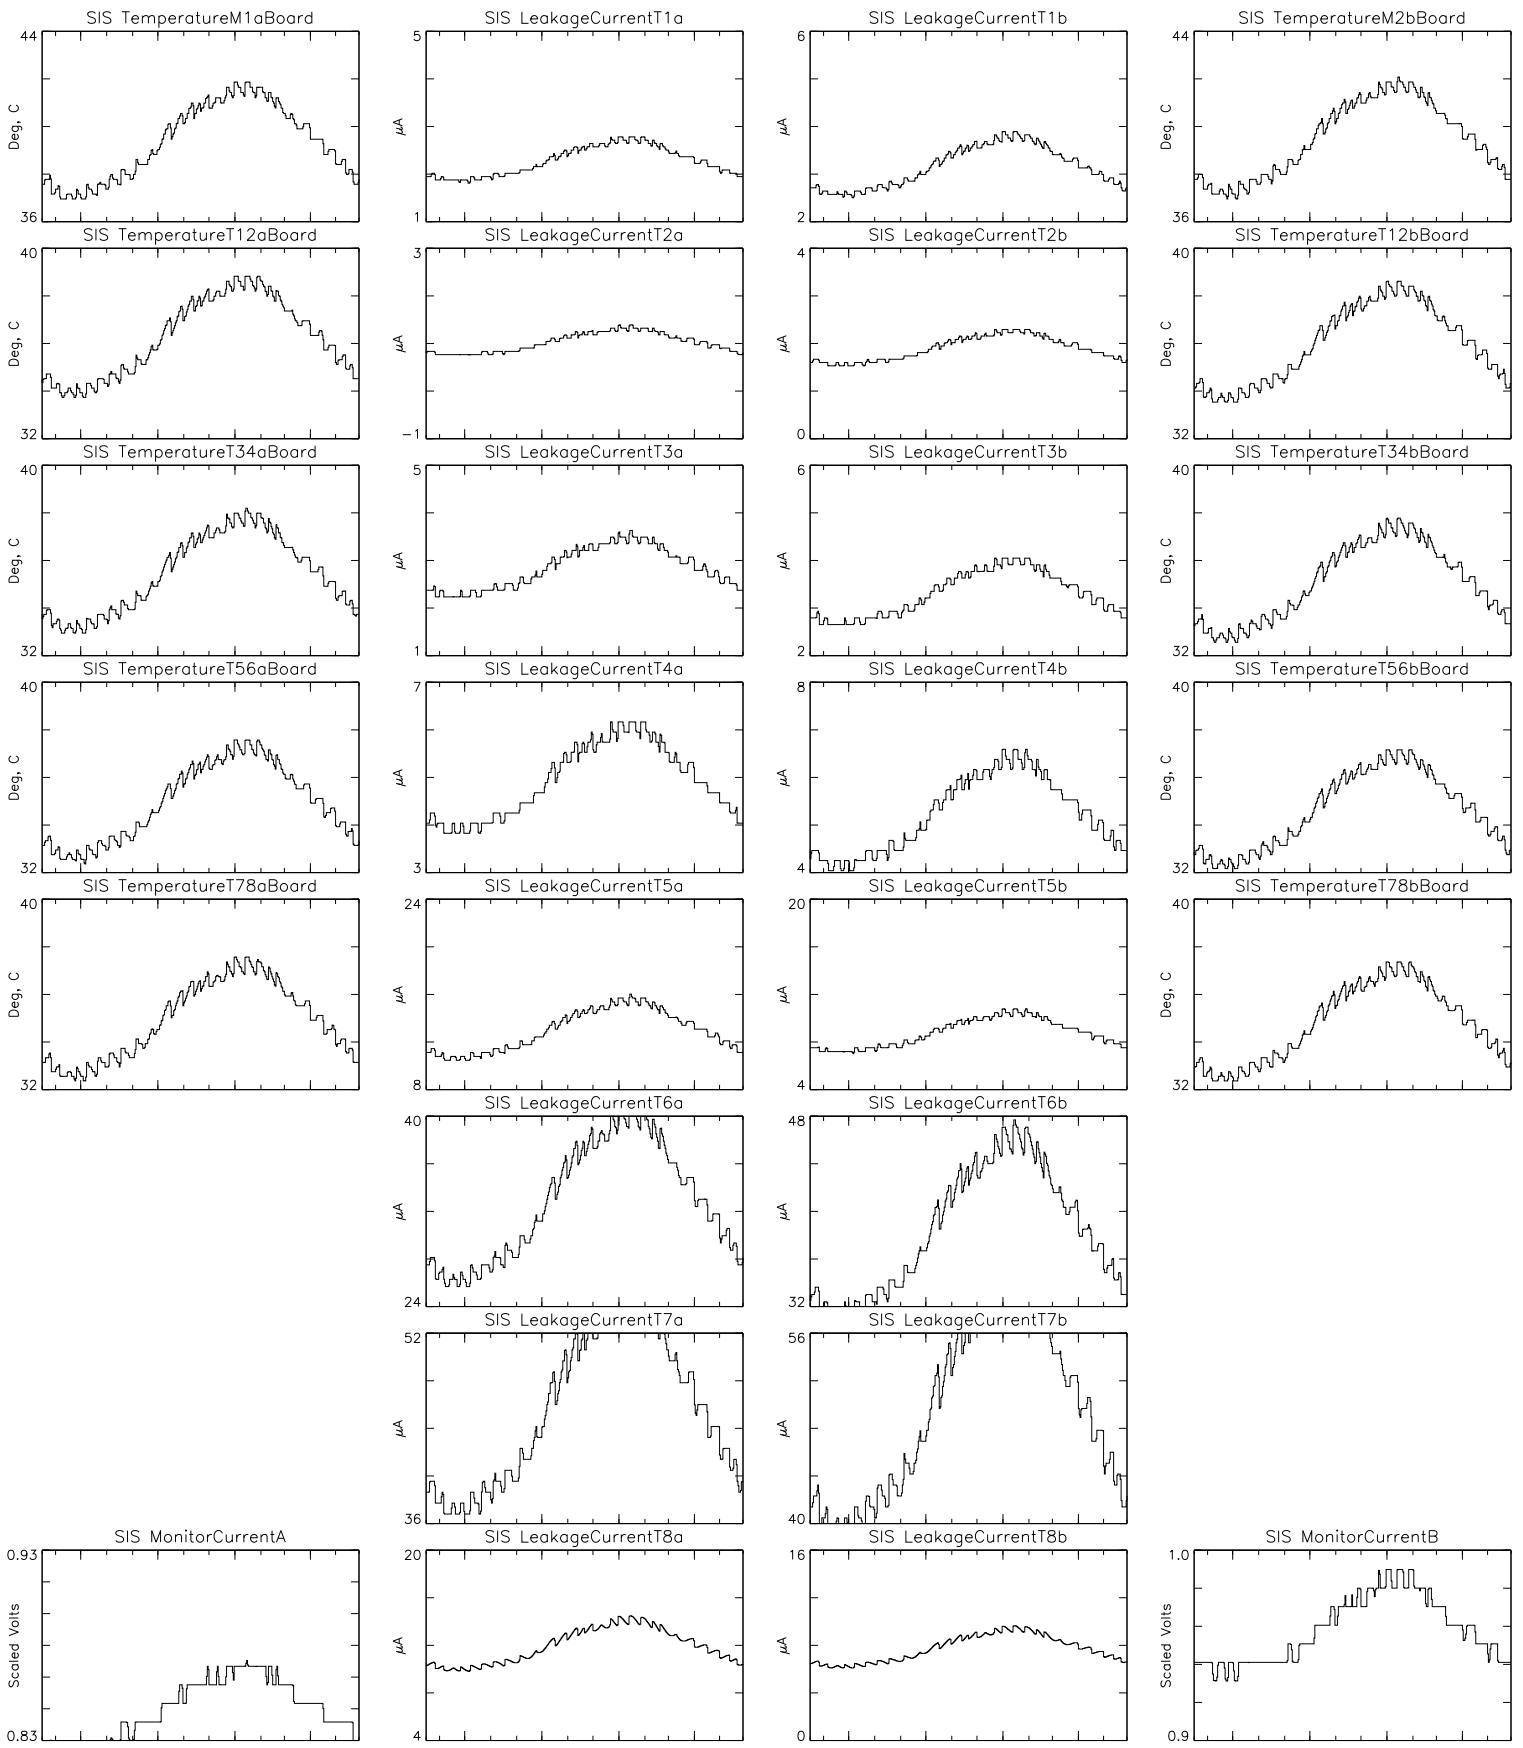 SIS TemperatureM1aBoard
SIS LeakageCurrentT1a
SIS LeakageCurrentT1b
SIS TemperatureM2bBoard
44
Deg, C
36
5
μA
1
6
μA
2
44
Deg, C
36
SIS TemperatureT12aBoard
SIS LeakageCurrentT2a
SIS LeakageCurrentT2b
SIS TemperatureT12bBoard
40
Deg, C
32
3
μA
-1
4
μA
0
40
Deg, C
32
SIS TemperatureT34aBoard
SIS LeakageCurrentT3a
SIS LeakageCurrentT3b
SIS TemperatureT34bBoard
40
Deg, C
32
5
μA
1
6
μA
2
40
Deg, C
32
SIS TemperatureT56aBoard
SIS LeakageCurrentT4a
SIS LeakageCurrentT4b
SIS TemperatureT56bBoard
40
Deg, C
32
7
μA
3
8
μA
4
40
Deg, C
32
SIS TemperatureT78aBoard
SIS LeakageCurrentT5a
SIS LeakageCurrentT5b
SIS TemperatureT78bBoard
40
Deg, C
32
24
μA
8
20
μA
4
40
Deg, C
32
SIS LeakageCurrentT6a
SIS LeakageCurrentT6b
40
μA
24
48
μA
32
SIS LeakageCurrentT7a
SIS LeakageCurrentT7b
52
μA
36
56
μA
40
SIS MonitorCurrentA
SIS LeakageCurrentT8a
SIS LeakageCurrentT8b
SIS MonitorCurrentB
0.93
Scaled Volts
0.83
20
μA
4
16
μA
0
1.0
Scaled Volts
0.9